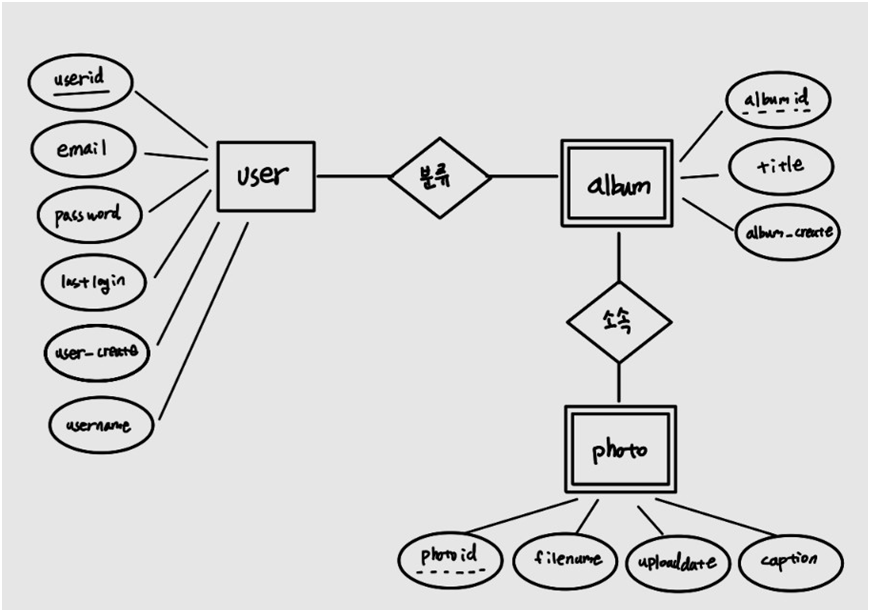 userid
email
password
lastlogin
user_create
username
user
분류
album
albumid
title
album_create
소속
photo
photoid
filename
uploaddate
caption